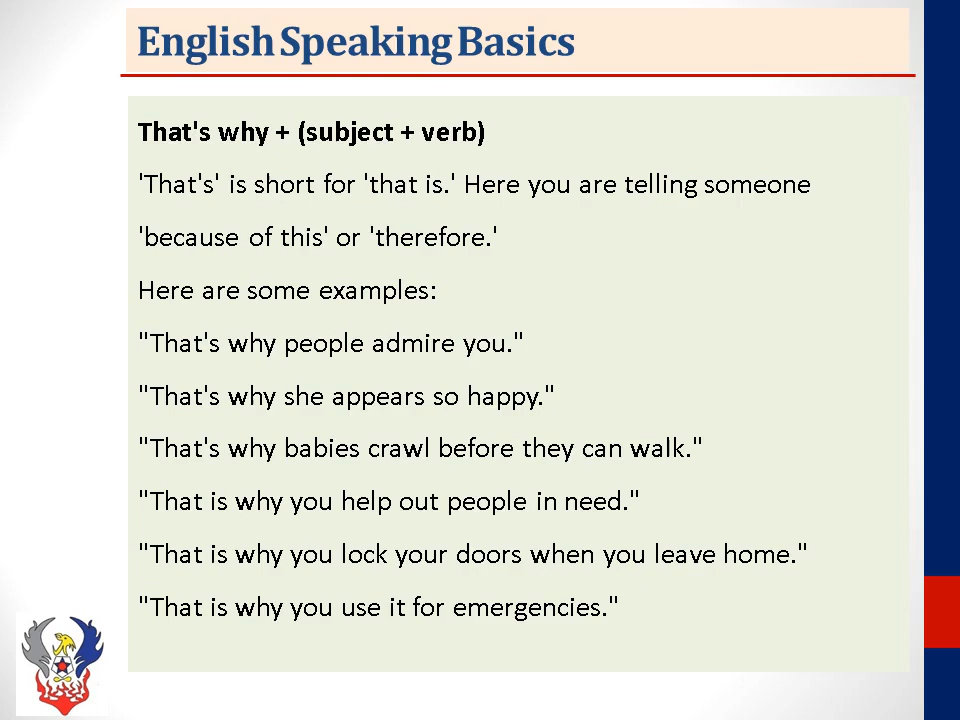 English Speaking Basics
That's why + (subject + verb)
'That's' is short for 'that is.' Here you are telling someone
'because of this' or 'therefore.'
Here are some examples:
"That's why people admire you."
"That's why she appears so happy."
"That's why babies crawl before they can walk."
"That is why you help out people in need."
"That is why you lock your doors when you leave home."
"That is why you use it for emergencies."